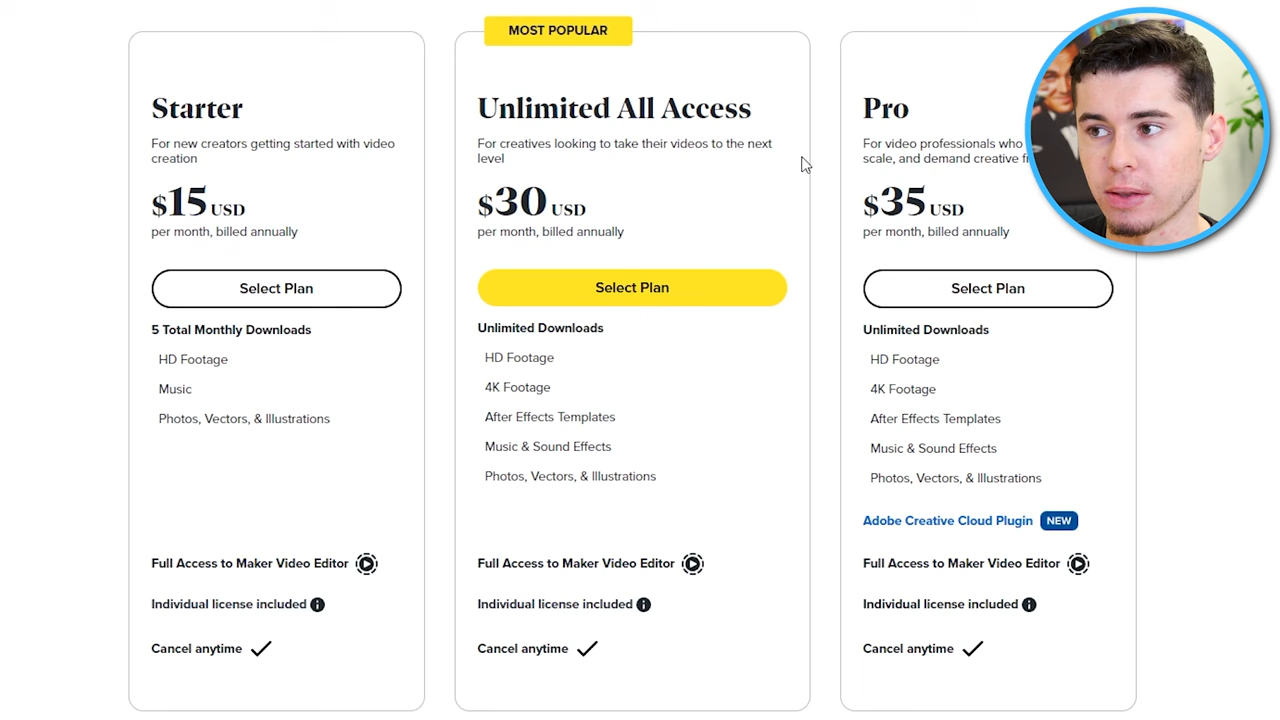 MOST POPULAR
Starter
For new creators getting started with video
creation
$15 USD
per month, billed annually
Select Plan
5 Total Monthly Downloads
HD Footage
Music
Photos, Vectors, & Illustrations
Full Access to Maker Video Editor
Individual license included
Cancel anytime
Unlimited All Access
For creatives looking to take their videos to the next
level
$30 USD
per month, billed annually
Select Plan
Unlimited Downloads
HD Footage
4K Footage
After Effects Templates
Music & Sound Effects
Photos, Vectors, & Illustrations
Full Access to Maker Video Editor
Individual license included
Cancel anytime
Pro
For video professionals who
scale, and demand creative
$35 USD
per month, billed annually
Select Plan
Unlimited Downloads
HD Footage
4K Footage
After Effects Templates
Music & Sound Effects
Photos, Vectors, & Illustrations
Adobe Creative Cloud Plugin NEW
Full Access to Maker Video Editor
Individual license included
Cancel anytime